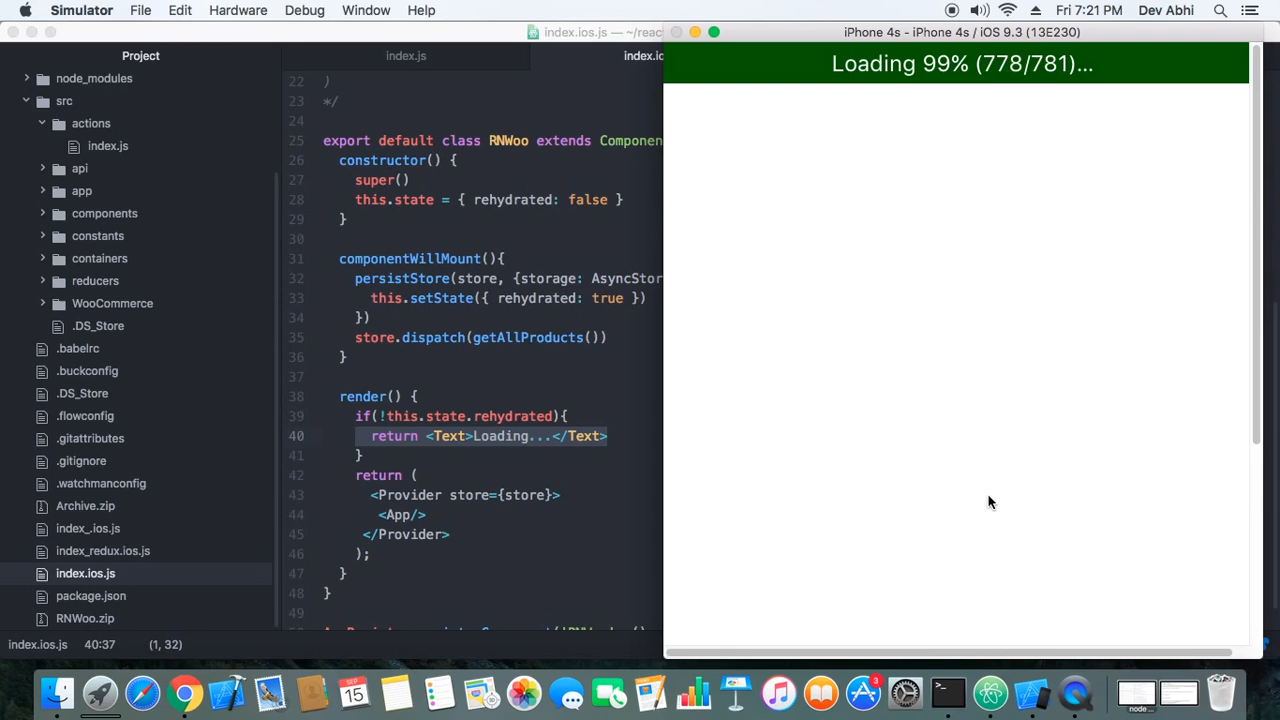 Simulator File Edit Hardware Debug Window Help Fri 7:21 PM Dev Abhi
index.ios.js — ~/reac
iPhone 4s - iPhone 4s / iOS 9.3 (13E230)
Project
index.js
index.io
Loading 99% (778/781)...
node_modules
src
actions
index.js
api
app
components
constants
containers
reducers
WooCommerce
.DS_Store
.babelrc
.buckconfig
.DS_Store
.flowconfig
.gitattributes
.gitignore
.watchmanconfig
Archive.zip
index_.ios.js
index_redux.ios.js
index.ios.js
package.json
RNWoo.zip
22 )
23 */
24
25 export default class RNWoo extends Componen
26 constructor() {
27 super()
28 this.state = { rehydrated: false }
29 }
30
31 componentWillMount(){
32 persistStore(store, {storage: AsyncStor
33 this.setState({ rehydrated: true })
34 })
35 store.dispatch(getAllProducts())
36 }
37
38 render() {
39 if(!this.state.rehydrated){
40 return <Text>Loading...</Text>
41 }
42 return (
43 <Provider store={store}>
44 <App/>
45 </Provider>
46 );
47 }
48 }
49
index.ios.js 40:37 (1, 32)
SEP
15
3
node